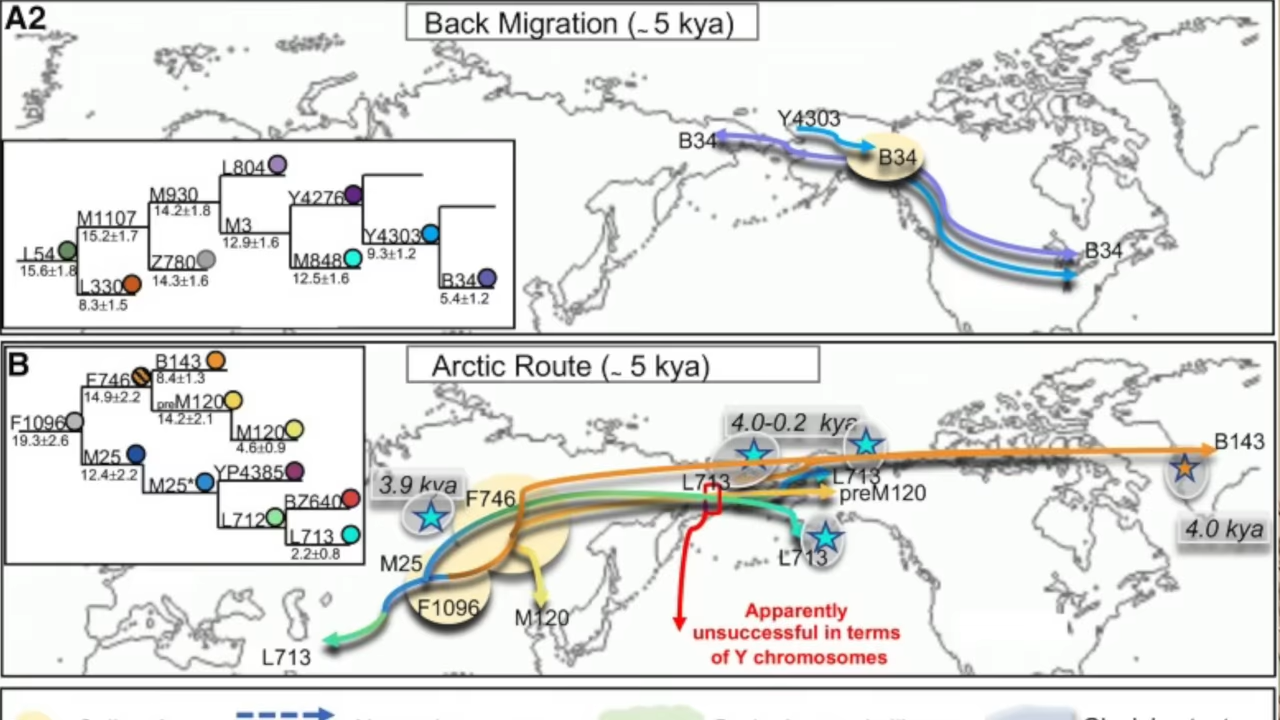 A2
Back Migration (~ 5 kya)
Y4303
B34
B34
B34
L804
M930
14.2±1.8
Y4276
M1107
15.2±1.7
M3
12.9±1.6
Y4303
9.3±1.2
L54
15.6±1.8
Z780
14.3±1.6
M848
12.5±1.6
L330
8.3±1.5
B34
5.4±1.2
B
Arctic Route (~ 5 kya)
B143
8.4±1.3
F746
14.9±2.2
preM120
14.2±2.1
F1096
19.3±2.6
M120
4.6±0.9
M25
12.4±2.2
M25*
YP4385
BZ640
L712
L713
2.2±0.8
4.0-0.2 kya
B143
3.9 kya
F746
L713
L713
preM120
4.0 kya
M25
L713
F1096
M120
L713
Apparently
unsuccessful in terms
of Y chromosomes